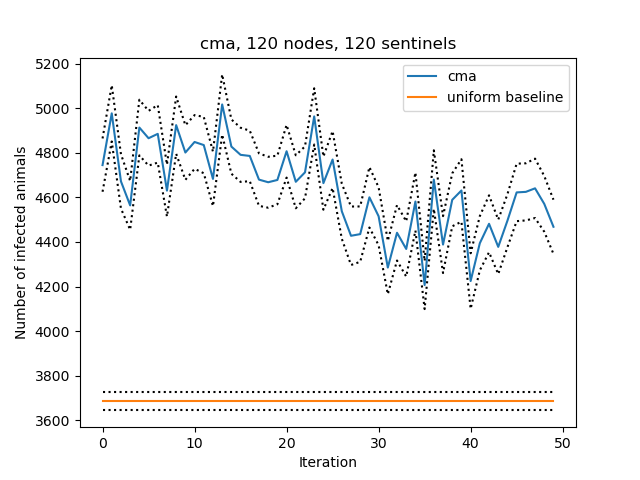 cma, 120 nodes, 120 sentinels
5200
5000
4800
4600
4400
4200
4000
3800
3600
Number of infected animals
cma
uniform baseline
0 10 20 30 40 50
Iteration